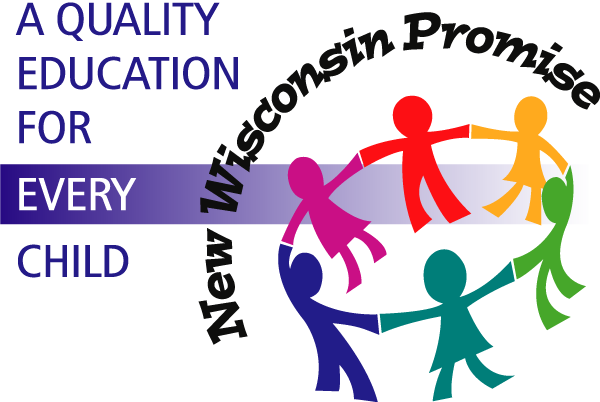 A QUALITY
EDUCATION
FOR
EVERY
CHILD
New Wisconsin Promise